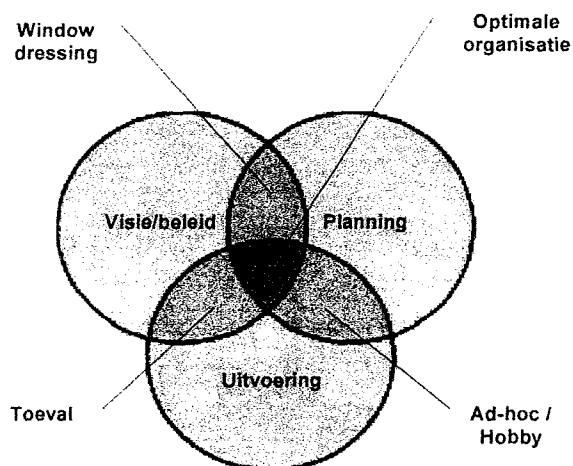 Window
dressing
Optimale
organisatie
Visie/beleid
Planning
Uitvoering
Toeval
Ad-hoc /
Hobby